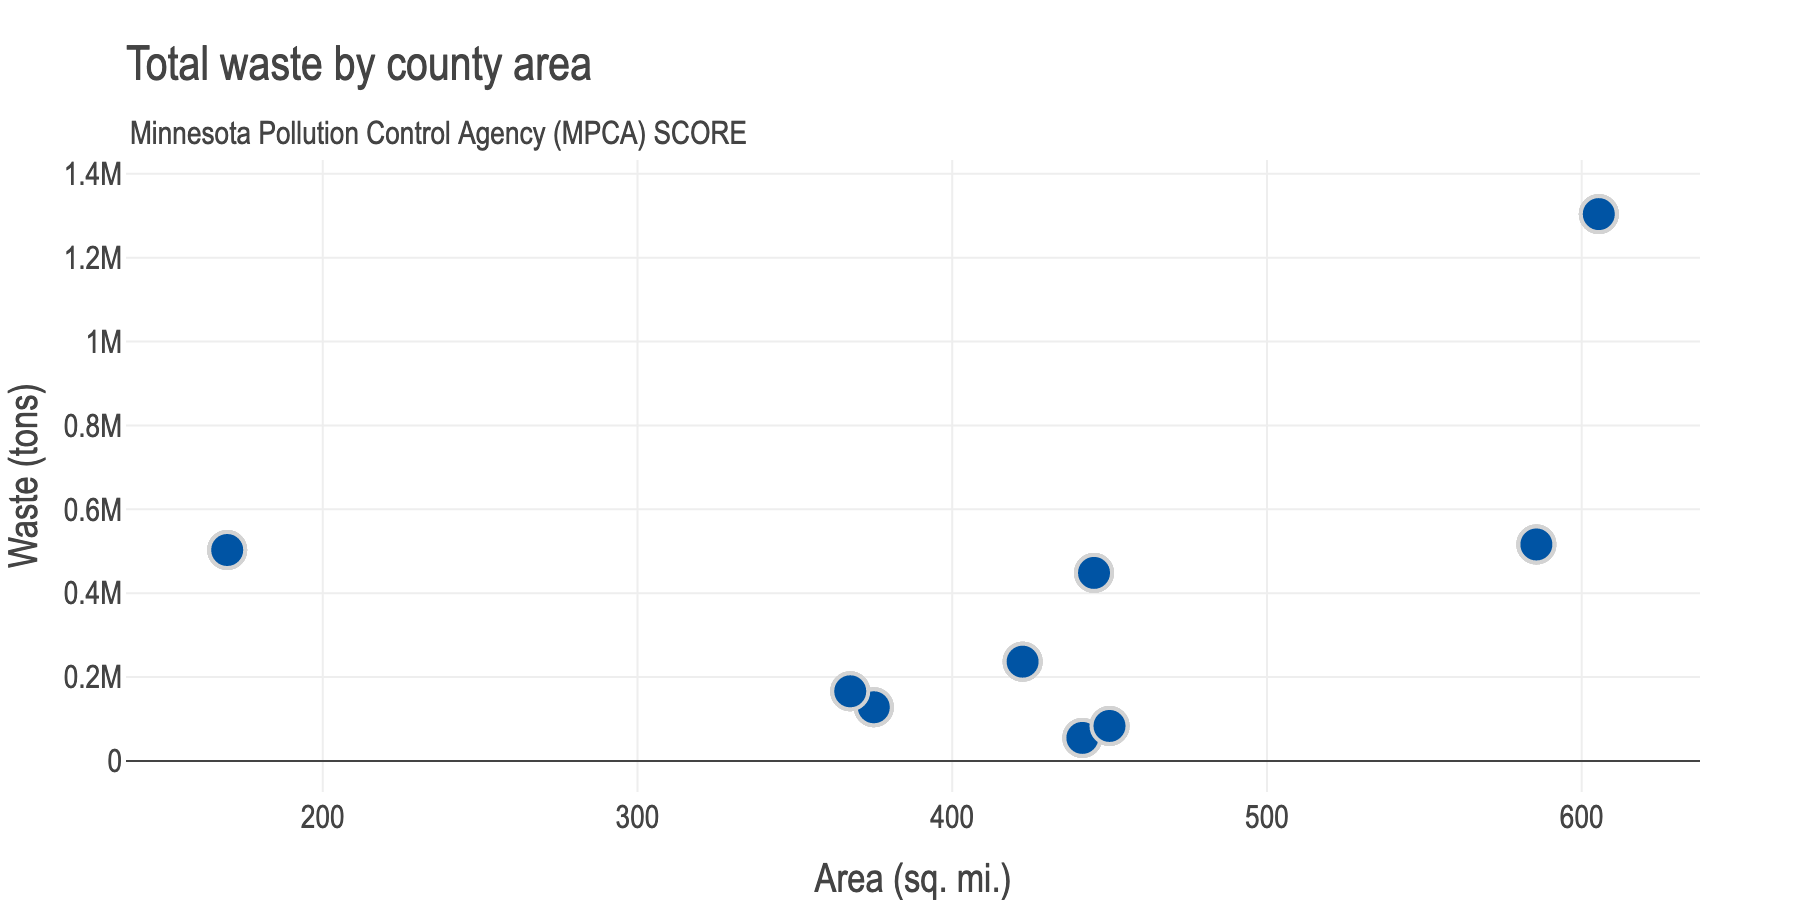 Total waste by county area
Minnesota Pollution Control Agency (MPCA) SCORE
1.4M
1.2M
1M
0.8M
0.6M
0.4M
0.2M
0
Waste (tons)
200 300 400 500 600
Area (sq. mi.)